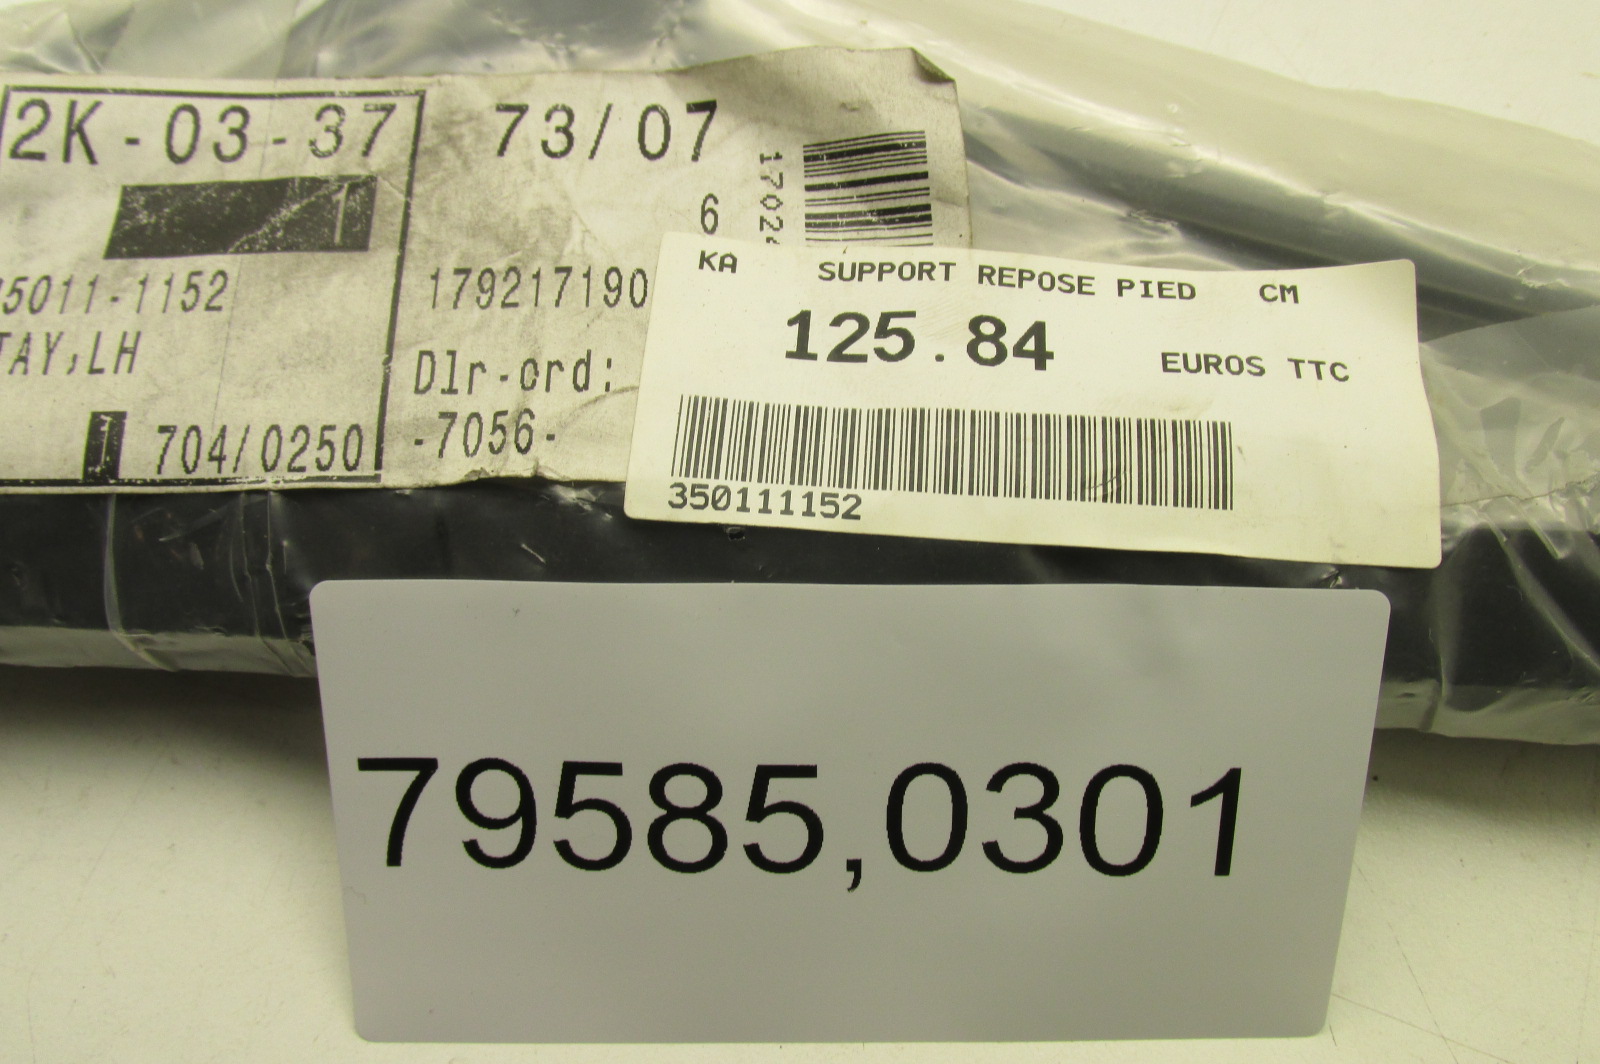 2K-03-37
73/07
6
1
5011-1152
179217190
TAY,LH
Dlr-ord:
704/0250
-7056-
KA SUPPORT REPOSE PIED CM
125.84 EUROS TTC
350111152
79585,0301